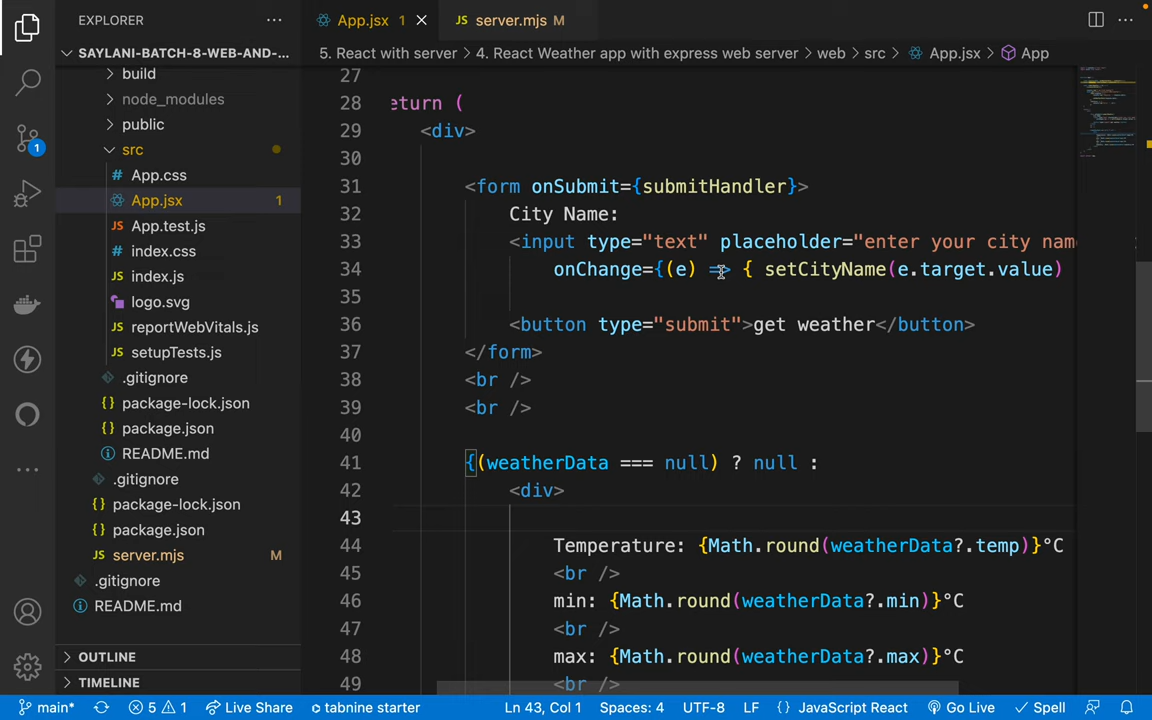 EXPLORER
SAYLANI-BATCH-8-WEB-AND-...
build
node_modules
public
src
# App.css
App.jsx 1
JS App.test.js
# index.css
JS index.js
logo.svg
JS reportWebVitals.js
JS setupTests.js
.gitignore
{} package-lock.json
{} package.json
README.md
.gitignore
{} package-lock.json
{} package.json
JS server.mjs M
.gitignore
README.md
OUTLINE
TIMELINE
1
App.jsx 1
JS server.mjs M
5. React with server > 4. React Weather app with express web server > web > src > App.jsx > App
27
28 eturn (
29 <div>
30
31 <form onSubmit={submitHandler}>
32 City Name:
33 <input type="text" placeholder="enter your city nam
34 onChange={(e) => { setCityName(e.target.value)
35
36 <button type="submit">get weather</button>
37 </form>
38 <br />
39 <br />
40
41 {(weatherData === null) ? null :
42 <div>
43
44 Temperature: {Math.round(weatherData?.temp)}°C
45 <br />
46 min: {Math.round(weatherData?.min)}°C
47 <br />
48 max: {Math.round(weatherData?.max)}°C
49 <br />
main* 5 1 Live Share tabnine starter Ln 43, Col 1 Spaces: 4 UTF-8 LF {} JavaScript React Go Live Spell